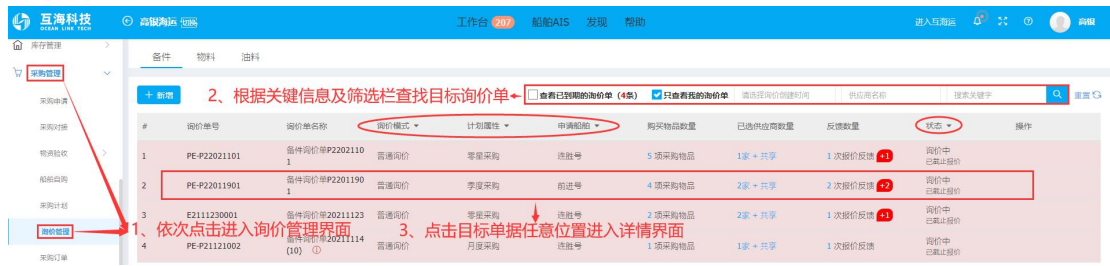 互海科技 OCEAN LINK TECH 高银海运 切换 工作台 207 船舶AIS 发现 帮助 进入互海运 高银
库存管理
备件 物料 油料
采购管理
+ 新增 2、根据关键信息及筛选栏查找目标询价单 查看已到期的询价单（4条） 只查看我的询价单 请选择询价创建时间 供应商名称 搜索关键字 重置
采购申请
# 询价单号 询价单名称 询价模式 计划属性 申请船舶 购买物品数量 已选供应商数量 反馈数量 状态 操作
采购对接
1 PE-P22021101 备件询价单P22021101 普通询价 零星采购 连胜号 5 项采购物品 1家 + 共享 1 次报价反馈 +1 询价中 已截止报价
物资验收
船舶自购
2 PE-P22011901 备件询价单P22011901 普通询价 季度采购 前进号 4 项采购物品 2家 + 共享 2 次报价反馈 +2 询价中 已截止报价
采购计划
3 E2111230001 备件询价单20211123 普通询价 零星采购 连胜号 2 项采购物品 2家 + 共享 1 次报价反馈 +1 询价中 已截止报价
询价管理
1、依次点击进入询价管理界面 3、点击目标单据任意位置进入详情界面
4 PE-P21121002 备件询价单20211114(10) 普通询价 月度采购 1 项采购物品 1家 + 共享 1 次报价反馈 询价中 已截止报价
采购订单